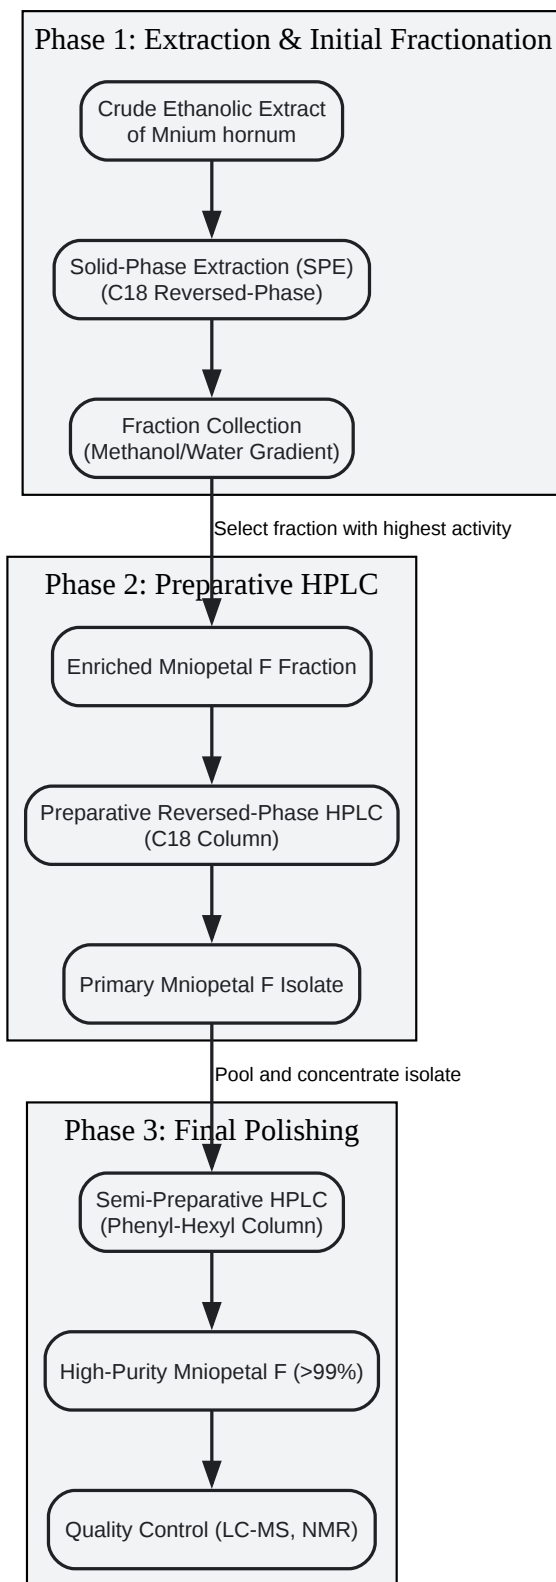 Phase 1: Extraction & Initial Fractionation
Crude Ethanolic Extract
of Mnium hornum
Solid-Phase Extraction (SPE)
(C18 Reversed-Phase)
Fraction Collection
(Methanol/Water Gradient)
Select fraction with highest activity
Phase 2: Preparative HPLC
Enriched Mniopetal F Fraction
Preparative Reversed-Phase HPLC
(C18 Column)
Primary Mniopetal F Isolate
Pool and concentrate isolate
Phase 3: Final Polishing
Semi-Preparative HPLC
(Phenyl-Hexyl Column)
High-Purity Mniopetal F (>99%)
Quality Control (LC-MS, NMR)